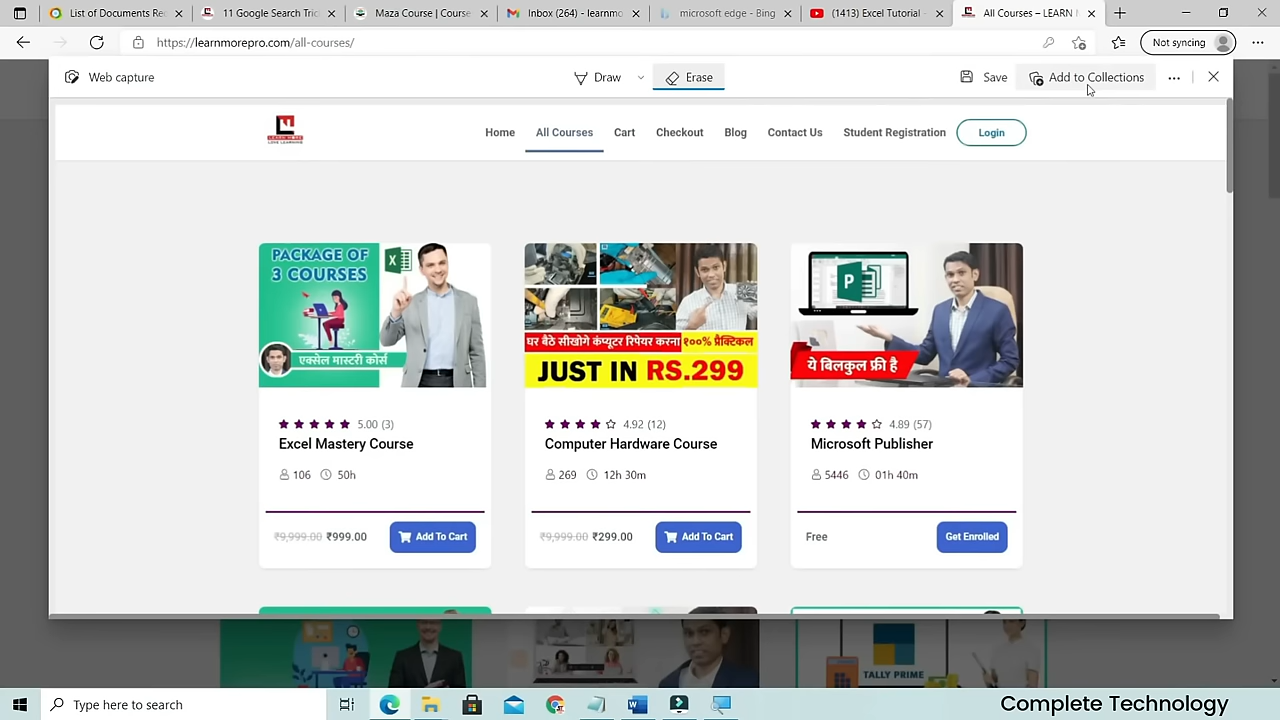 List of Documents Re
11 Google Search Tric
Maza Course | Course
Inbox (264) - learnmo
microsoft edge - Bing
(1413) Excel Tutorial -
All Courses – LEARN
https://learnmorepro.com/all-courses/
Not syncing
Web capture
Draw
Erase
Save
Add to Collections
LEARN MORE
LOVE LEARNING
Home
All Courses
Cart
Checkout
Blog
Contact Us
Student Registration
Login
PACKAGE OF
3 COURSES
एक्सेल मास्टरी कोर्स
घर बैठे सीखोगे कंप्यूटर रिपेयर करना १००% प्रैक्टिकल
JUST IN RS.299
ये बिलकुल फ्री है
5.00 (3)
Excel Mastery Course
106 50h
₹9,999.00 ₹999.00
Add To Cart
4.92 (12)
Computer Hardware Course
269 12h 30m
₹9,999.00 ₹299.00
Add To Cart
4.89 (57)
Microsoft Publisher
5446 01h 40m
Free
Get Enrolled
TALLY PRIME
Type here to search
Complete Technology